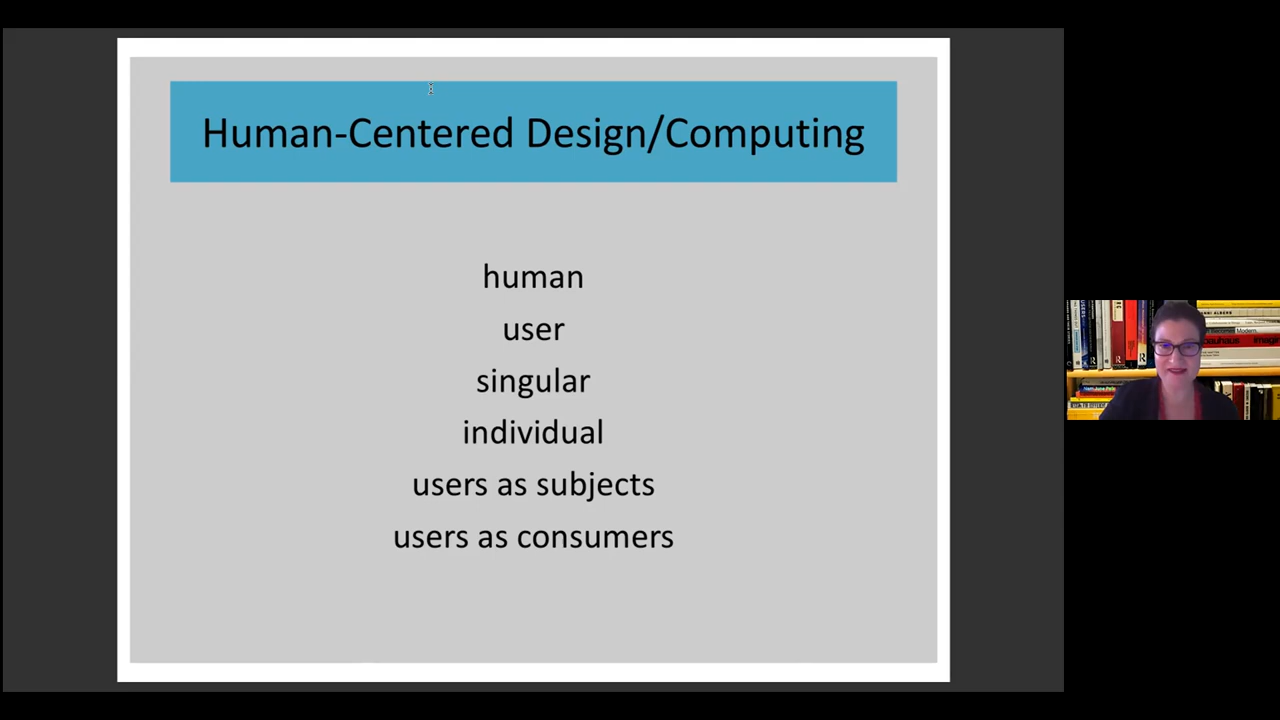 Human-Centered Design/Computing
human
user
singular
individual
users as subjects
users as consumers